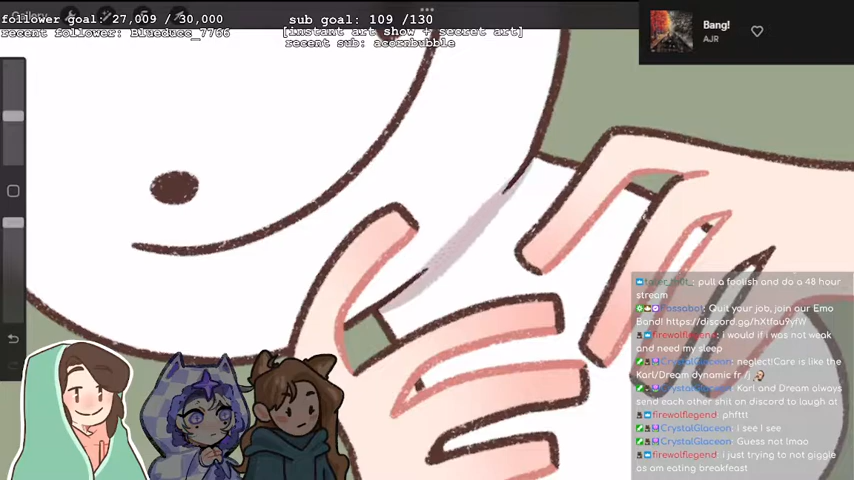 follower goal: 27,009 / 30,000
recent follower: Blueducc_7766
sub goal: 109 /130
[instant art show + secret art]
recent sub: acornbubble
Bang!
AJR
pull a foolish and do a 48 hour
stream
Possabo: Quit your job, join our Emo
Band! https://discord.gg/hXtfau9yrW
firewolflegend: i would if i was not weak
and need my sleep
CrystalGlaceon: neglect!Care is like the
Karl/Dream dynamic fr /j
CrystalGlaceon: Karl and Dream always
send each other shit on discord to laugh at
firewolflegend: phfttl
CrystalGlaceon: i see I see
CrystalGlaceon: Guess not lmao
firewolflegend: i just trying to not giggle
as am eating breakfeast